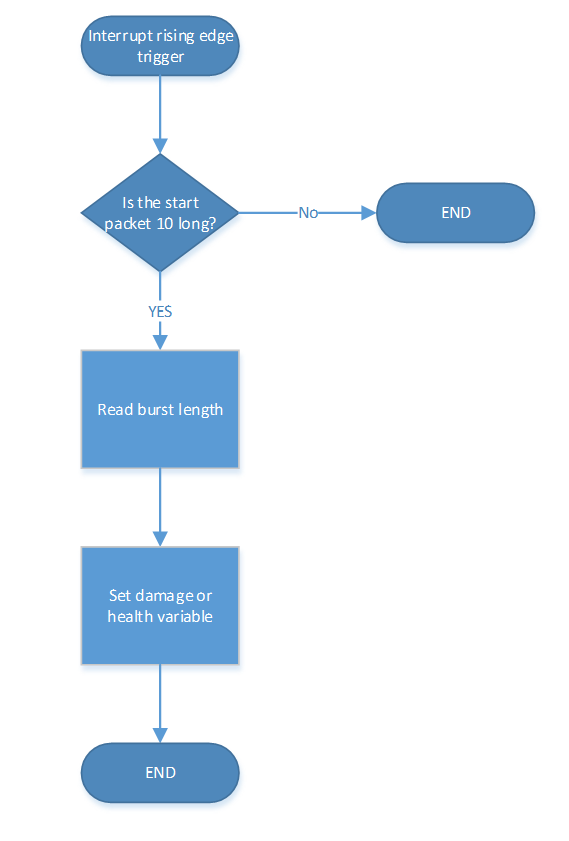 Interrupt rising edge
trigger
Is the start
packet 10 long?
No
END
YES
Read burst length
Set damage or
health variable
END